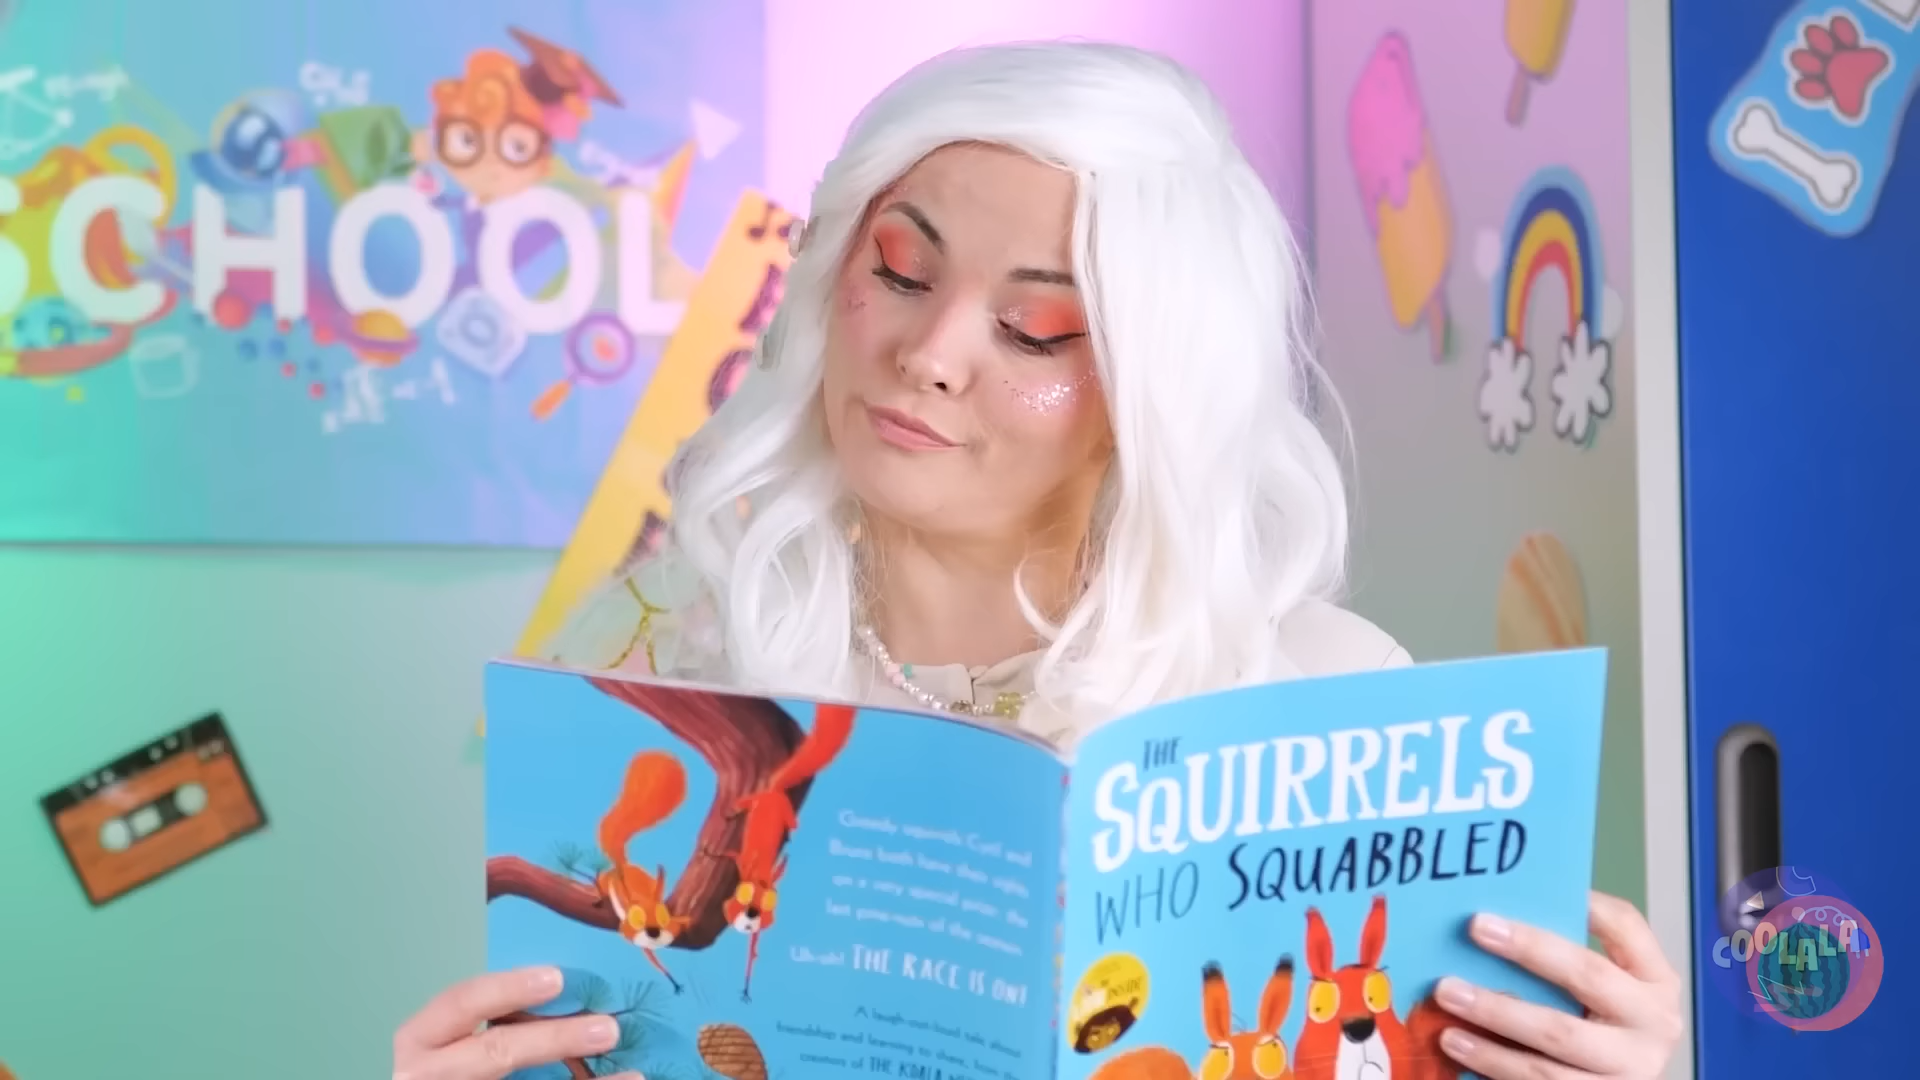 SCHOOL
THE
SQUIRRELS
WHO SQUABBLED
Greedy squirrels Cyril and
Bruce both have their sights
on a very special prize: the
last pine-nuts of the season.
Uh-oh! THE RACE IS ON!
A laugh-out-loud tale about
friendship and learning to share, from the
creators of THE KOALA
INSIDE
COOLALA